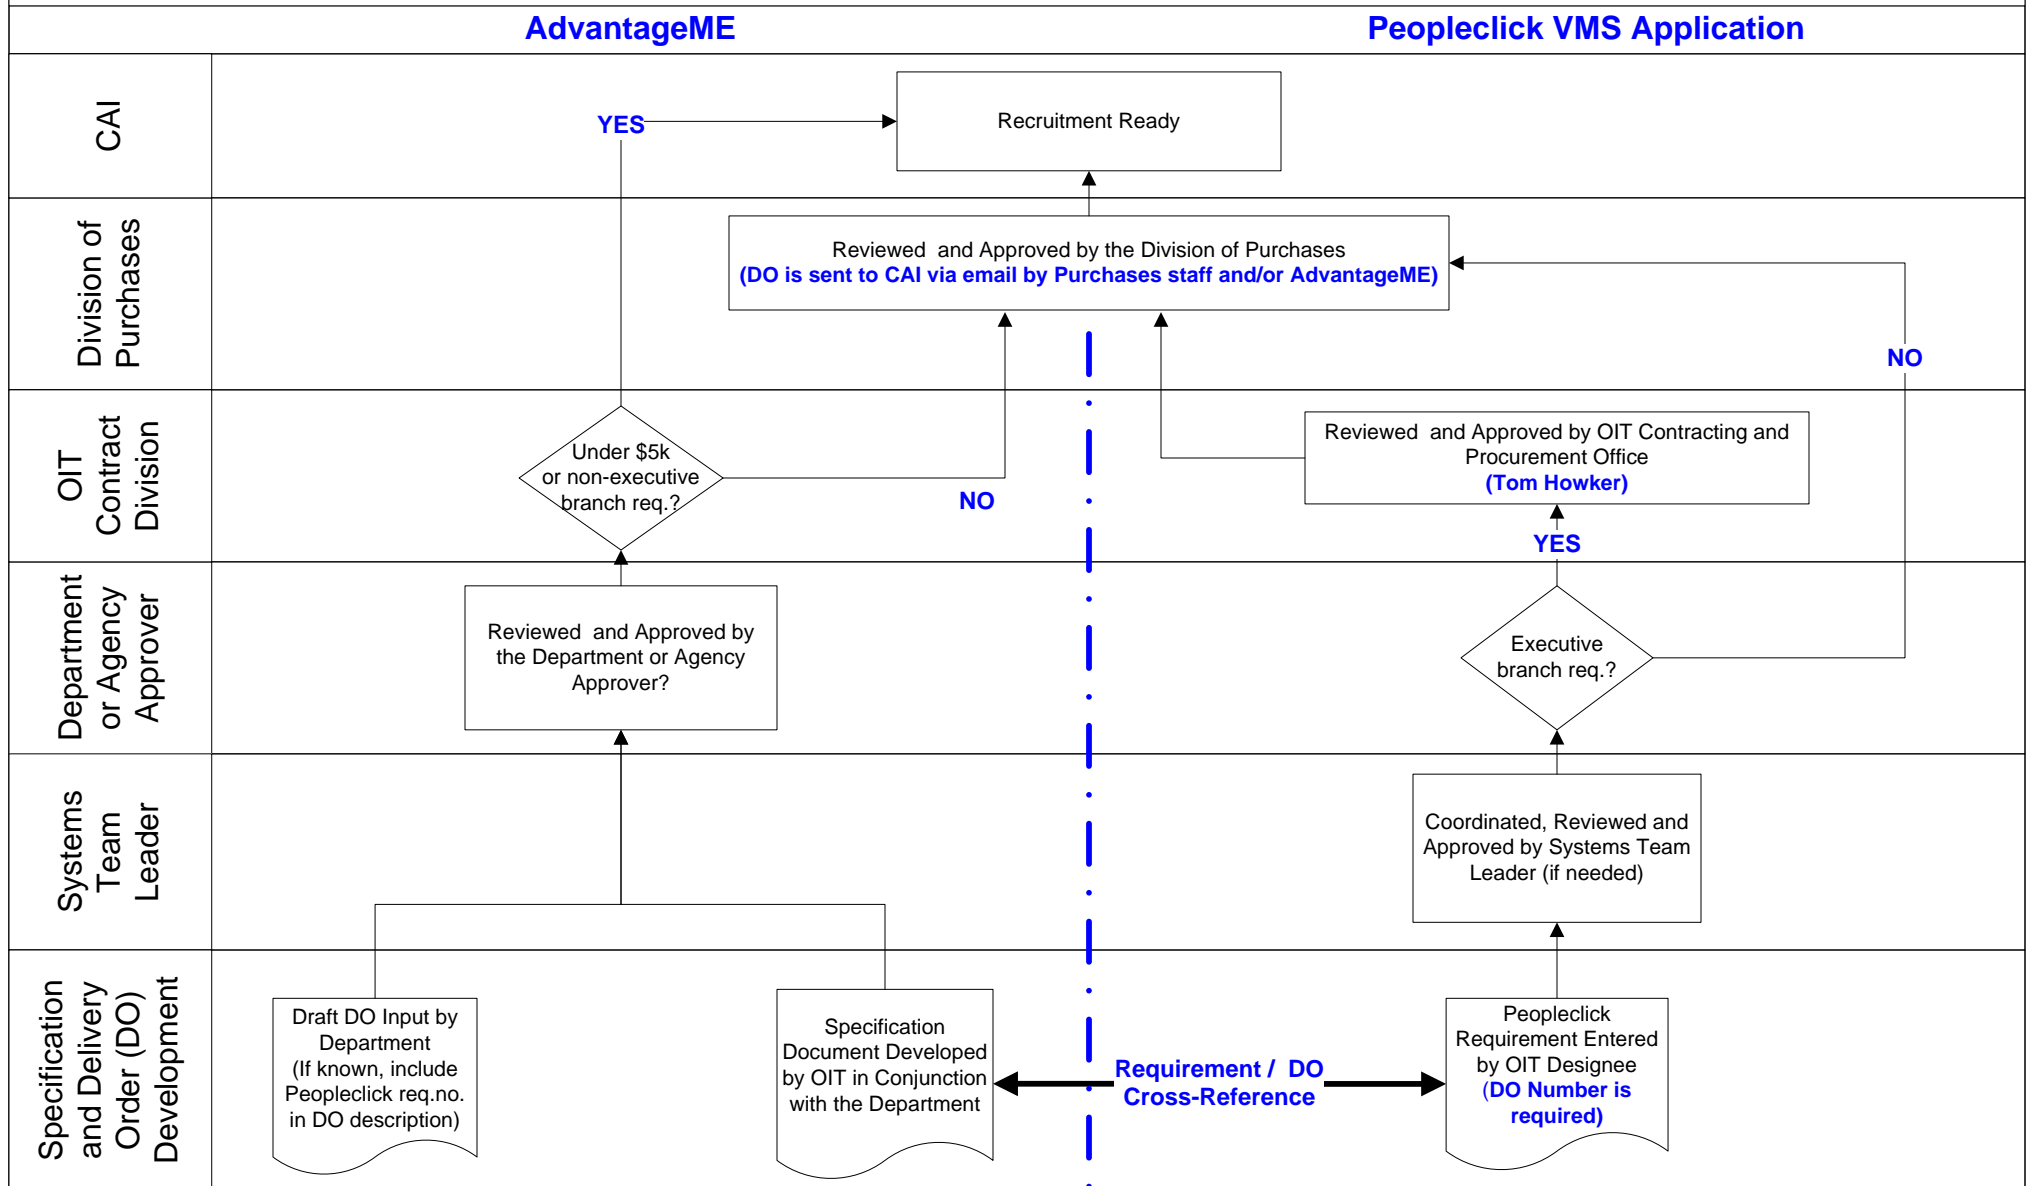 AdvantageME
Peopleclick VMS Application
CAI
YES
Recruitment Ready
Division of
Purchases
Reviewed  and Approved by the Division of Purchases
(DO is sent to CAI via email by Purchases staff and/or AdvantageME)
NO
OIT
Contract
Division
Under $5k
or non-executive
branch req.?
NO
Reviewed  and Approved by OIT Contracting and
Procurement Office
(Tom Howker)
YES
Department
or Agency
Approver
Reviewed  and Approved by
the Department or Agency
Approver?
Executive
branch req.?
Systems
Team
Leader
Coordinated, Reviewed and
Approved by Systems Team
Leader (if needed)
Specification
and Delivery
Order (DO)
Development
Draft DO Input by
Department
(If known, include
Peopleclick req.no.
in DO description)
Specification
Document Developed
by OIT in Conjunction
with the Department
Requirement /  DO
Cross-Reference
Peopleclick
Requirement Entered
by OIT Designee
(DO Number is
required)